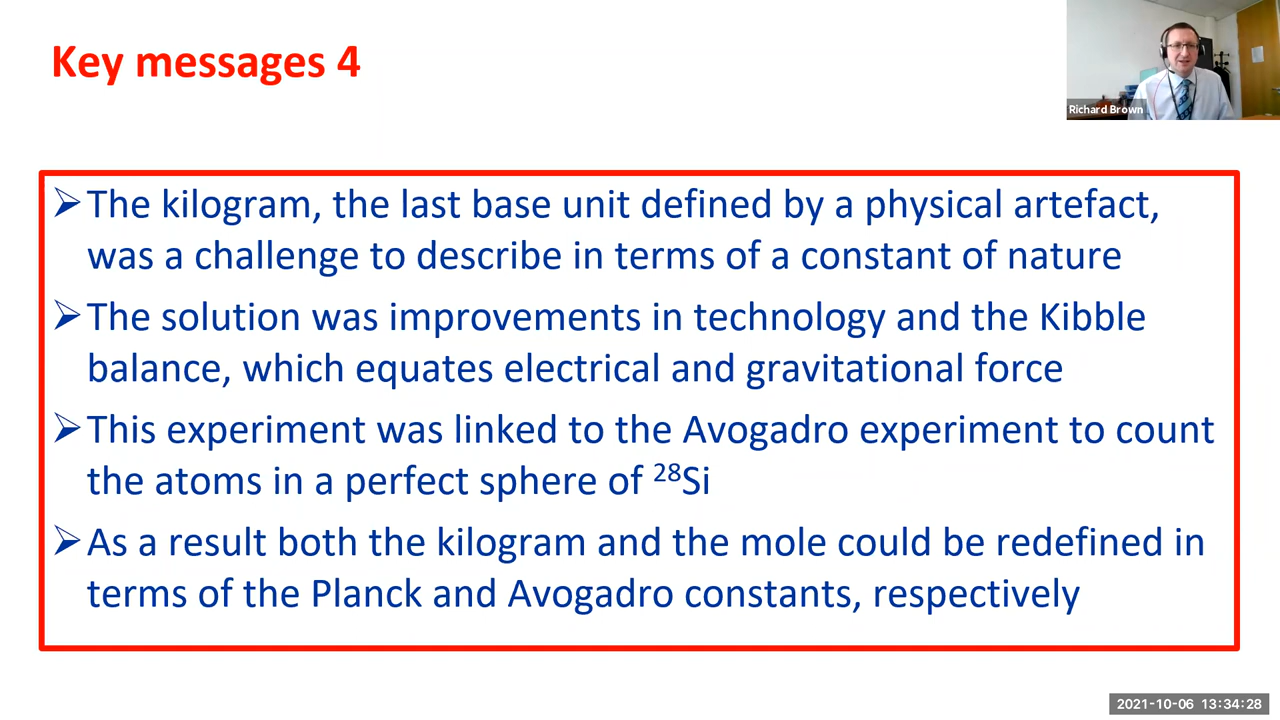 Key messages 4
Richard Brown
➢The kilogram, the last base unit defined by a physical artefact,
was a challenge to describe in terms of a constant of nature
➢The solution was improvements in technology and the Kibble
balance, which equates electrical and gravitational force
➢This experiment was linked to the Avogadro experiment to count
the atoms in a perfect sphere of ²⁸Si
➢As a result both the kilogram and the mole could be redefined in
terms of the Planck and Avogadro constants, respectively
2021-10-06 13:34:28